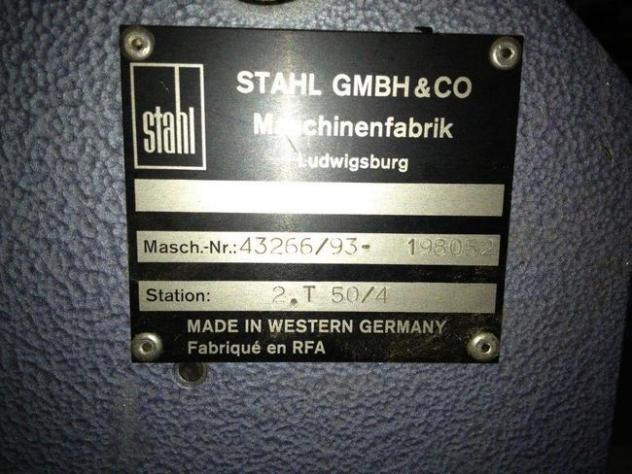 stahl
STAHL GMBH & CO
Maschinenfabrik
Ludwigsburg
Masch.-Nr.: 43266/93- 198052
Station: 2.T 50/4
MADE IN WESTERN GERMANY
Fabriqué en RFA